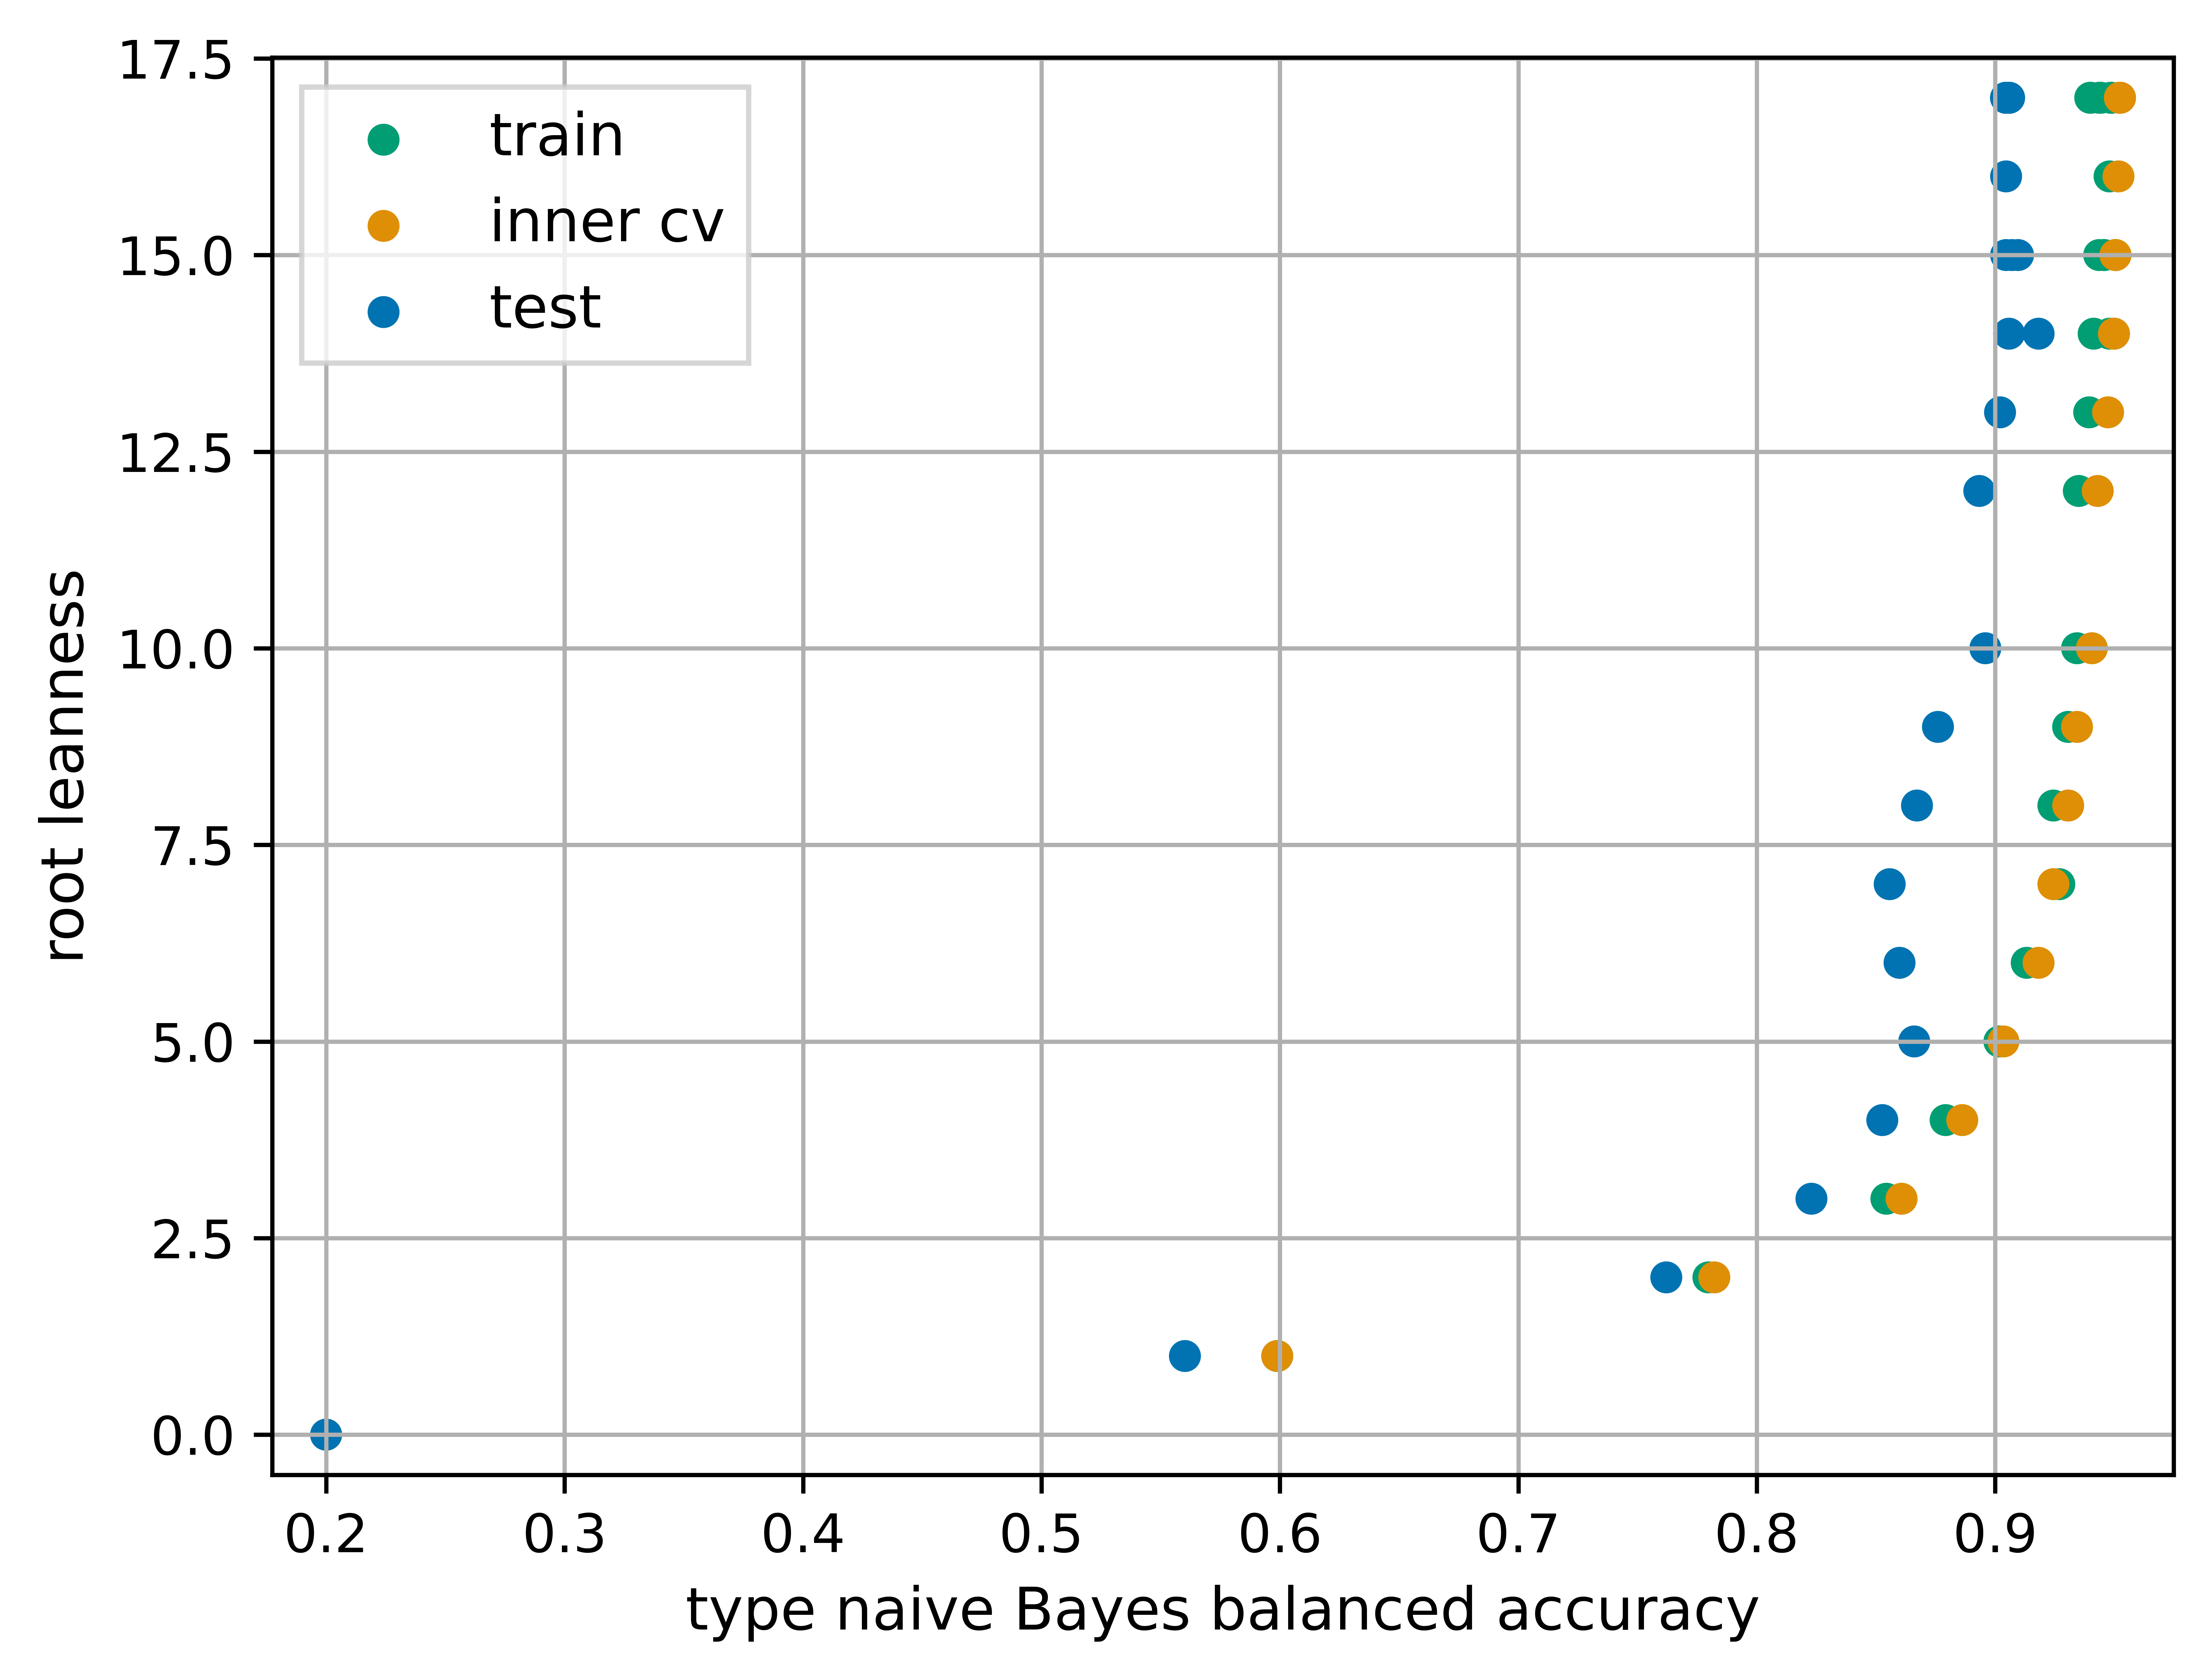 17.5
15.0
12.5
10.0
7.5
5.0
2.5
0.0
root leanness
train
inner cv
test
0.2 0.3 0.4 0.5 0.6 0.7 0.8 0.9
type naive Bayes balanced accuracy